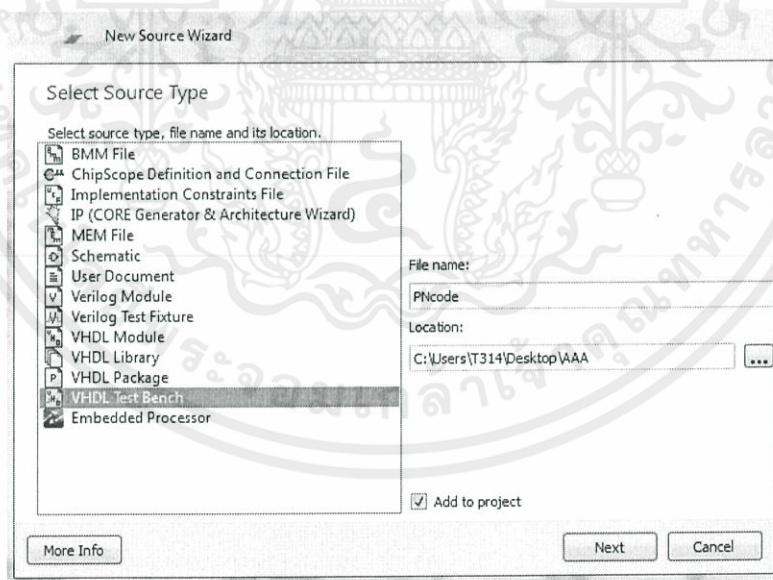 New Source Wizard
Select Source Type
Select source type, file name and its location.
BMM File
ChipScope Definition and Connection File
Implementation Constraints File
IP (CORE Generator & Architecture Wizard)
MEM File
Schematic
User Document
Verilog Module
Verilog Test Fixture
VHDL Module
VHDL Library
VHDL Package
VHDL Test Bench
Embedded Processor
File name:
PNcode
Location:
C:\Users\T314\Desktop\AAA
...
Add to project
More Info
Next
Cancel